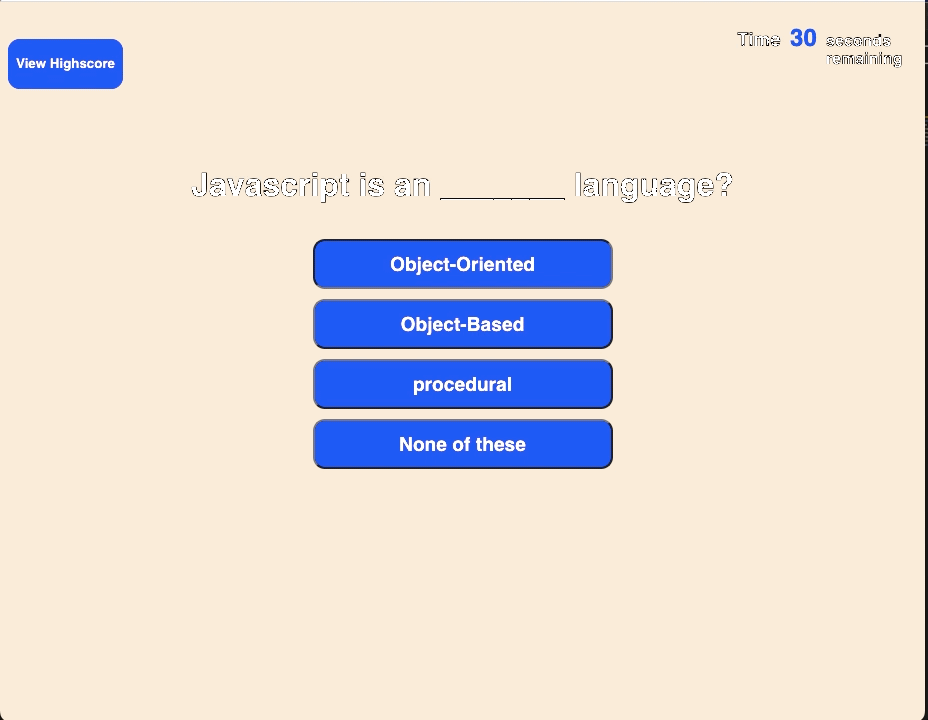 View Highscore
Time 30 seconds
remaining
Javascript is an _______ language?
Object-Oriented
Object-Based
procedural
None of these